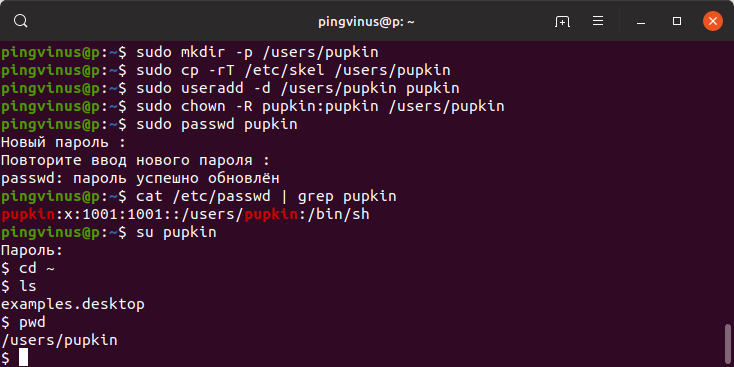 pingvinus@p: ~
pingvinus@p:~$ sudo mkdir -p /users/pupkin
pingvinus@p:~$ sudo cp -rT /etc/skel /users/pupkin
pingvinus@p:~$ sudo useradd -d /users/pupkin pupkin
pingvinus@p:~$ sudo chown -R pupkin:pupkin /users/pupkin
pingvinus@p:~$ sudo passwd pupkin
Новый пароль :
Повторите ввод нового пароля :
passwd: пароль успешно обновлён
pingvinus@p:~$ cat /etc/passwd | grep pupkin
pupkin:x:1001:1001::/users/pupkin:/bin/sh
pingvinus@p:~$ su pupkin
Пароль:
$ cd ~
$ ls
examples.desktop
$ pwd
/users/pupkin
$